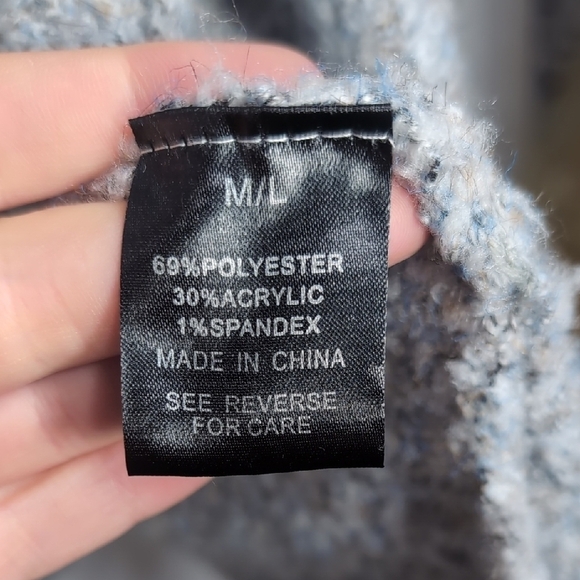 M/L
69%POLYESTER
30%ACRYLIC
1%SPANDEX
MADE IN CHINA
SEE REVERSE
FOR CARE